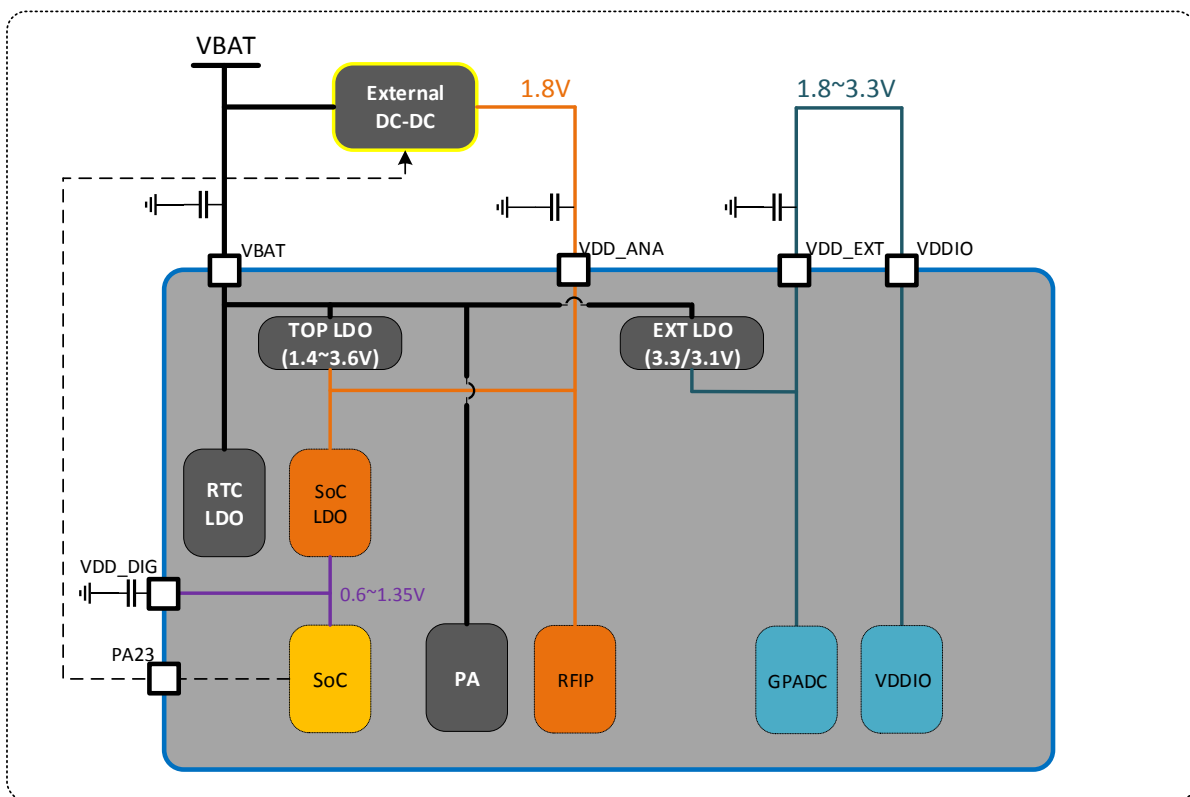 VBAT
External
DC-DC
1.8V
1.8~3.3V
VBAT
VDD_ANA
VDD_EXT
VDDIO
TOP LDO
(1.4~3.6V)
EXT LDO
(3.3/3.1V)
RTC
LDO
SoC
LDO
VDD_DIG
0.6~1.35V
PA23
SoC
PA
RFIP
GPADC
VDDIO